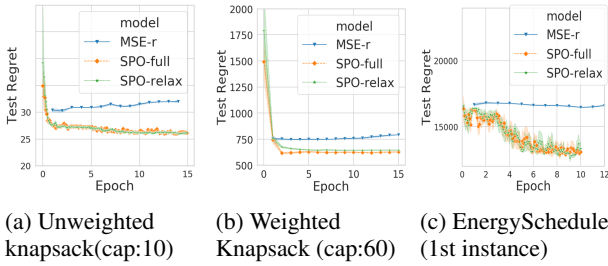 model
MSE-r
SPO-full
SPO-relax
Test Regret
30
25
20
0
5
10
15
Epoch
model
MSE-r
SPO-full
SPO-relax
Test Regret
2000
1750
1500
1250
1000
750
500
0
5
10
15
Epoch
model
MSE-r
SPO-full
SPO-relax
Test Regret
20000
15000
0
2
4
6
8
10
12
Epoch
(a) Unweighted
knapsack(cap:10)
(b) Weighted
Knapsack (cap:60)
(c) EnergySchedule
(1st instance)